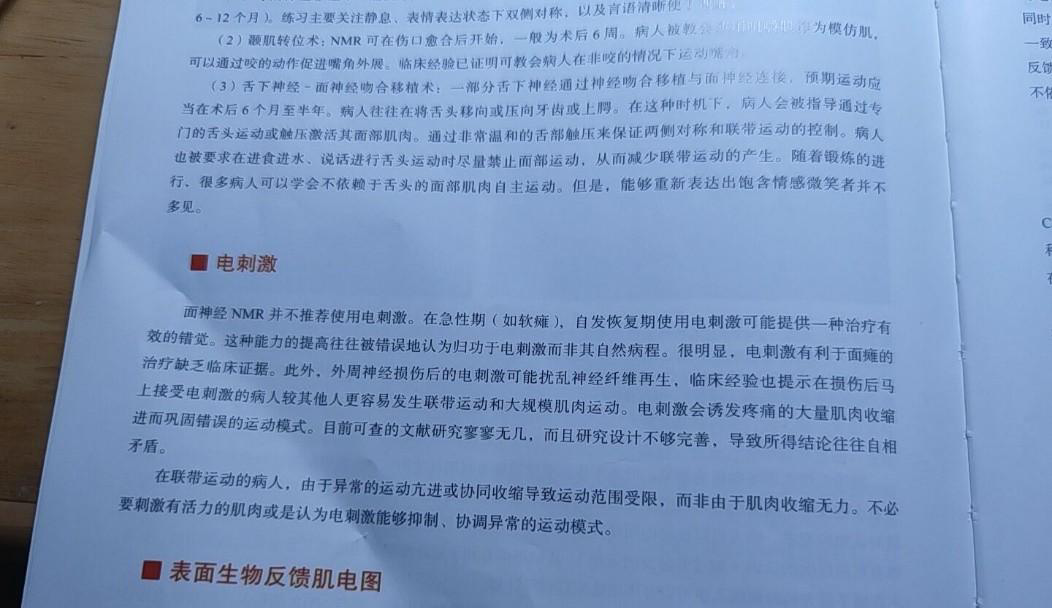 6~12个月)。练习主要关注静息、表情表达状态下双侧对称，以及言语清晰
(2)颞肌转位术：NMR可在伤口愈合后开始，一般为术后6周。病人被教会 作为模仿肌，
可以通过咬的动作促进嘴角外展。临床经验已证明可教会病人在非咬的情况下运动嘴角
(3)舌下神经-面神经吻合移植术：一部分舌下神经通过神经吻合移植与面神经连接，预期运动应
当在术后6个月至半年。病人往往在将舌头移向或压向牙齿或上腭。在这种时机下，病人会被指导通过专
门的舌头运动或触压激活其面部肌肉。通过非常温和的舌部触压来保证两侧对称和联带运动的控制。病人
也被要求在进食进水、说话进行舌头运动时尽量禁止面部运动，从而减少联带运动的产生。随着锻炼的进
行、很多病人可以学会不依赖于舌头的面部肌肉自主运动。但是，能够重新表达出饱含情感微笑者并不
多见。
■ 电刺激
面神经NMR并不推荐使用电刺激。在急性期（如软瘫），自发恢复期使用电刺激可能提供一种治疗有
效的错觉。这种能力的提高往往被错误地认为归功于电刺激而非其自然病程。很明显，电刺激有利于面瘫的
治疗缺乏临床证据。此外，外周神经损伤后的电刺激可能扰乱神经纤维再生，临床经验也提示在损伤后马
上接受电刺激的病人较其他人更容易发生联带运动和大规模肌肉运动。电刺激会诱发疼痛的大量肌肉收缩
进而巩固错误的运动模式。目前可查的文献研究寥寥无几，而且研究设计不够完善，导致所得结论往往自相
矛盾。
在联带运动的病人，由于异常的运动亢进或协同收缩导致运动范围受限，而非由于肌肉收缩无力。不必
要刺激有活力的肌肉或是认为电刺激能够抑制、协调异常的运动模式。
■ 表面生物反馈肌电图
同时
一致
反馈
不
C